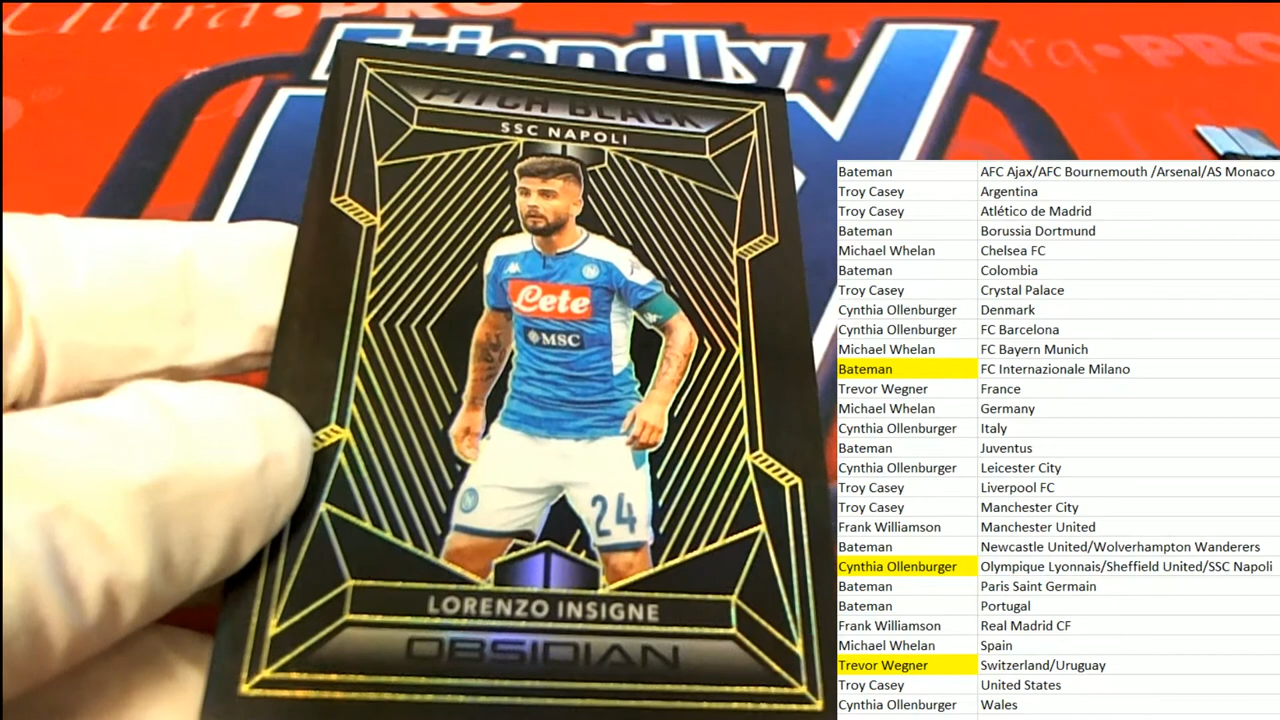 Ultra•PRO
Ultra•PRO
Friendly
PITCH BLACK
SSC NAPOLI
Lete
MSC
24
LORENZO INSIGNE
OBSIDIAN
Bateman AFC Ajax/AFC Bournemouth /Arsenal/AS Monaco
Troy Casey Argentina
Troy Casey Atlético de Madrid
Bateman Borussia Dortmund
Michael Whelan Chelsea FC
Bateman Colombia
Troy Casey Crystal Palace
Cynthia Ollenburger Denmark
Cynthia Ollenburger FC Barcelona
Michael Whelan FC Bayern Munich
Bateman FC Internazionale Milano
Trevor Wegner France
Michael Whelan Germany
Cynthia Ollenburger Italy
Bateman Juventus
Cynthia Ollenburger Leicester City
Troy Casey Liverpool FC
Troy Casey Manchester City
Frank Williamson Manchester United
Bateman Newcastle United/Wolverhampton Wanderers
Cynthia Ollenburger Olympique Lyonnais/Sheffield United/SSC Napoli
Bateman Paris Saint Germain
Bateman Portugal
Frank Williamson Real Madrid CF
Michael Whelan Spain
Trevor Wegner Switzerland/Uruguay
Troy Casey United States
Cynthia Ollenburger Wales